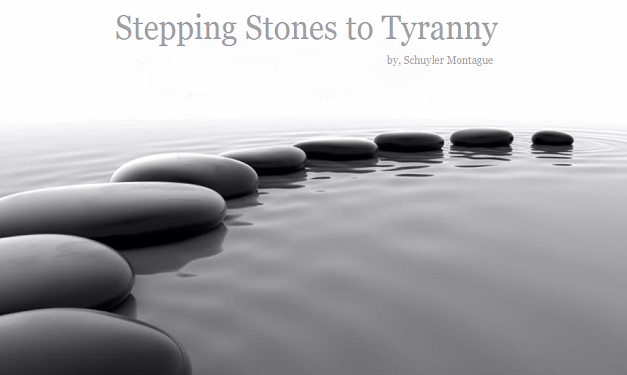 Stepping Stones to Tyranny
by, Schuyler Montague